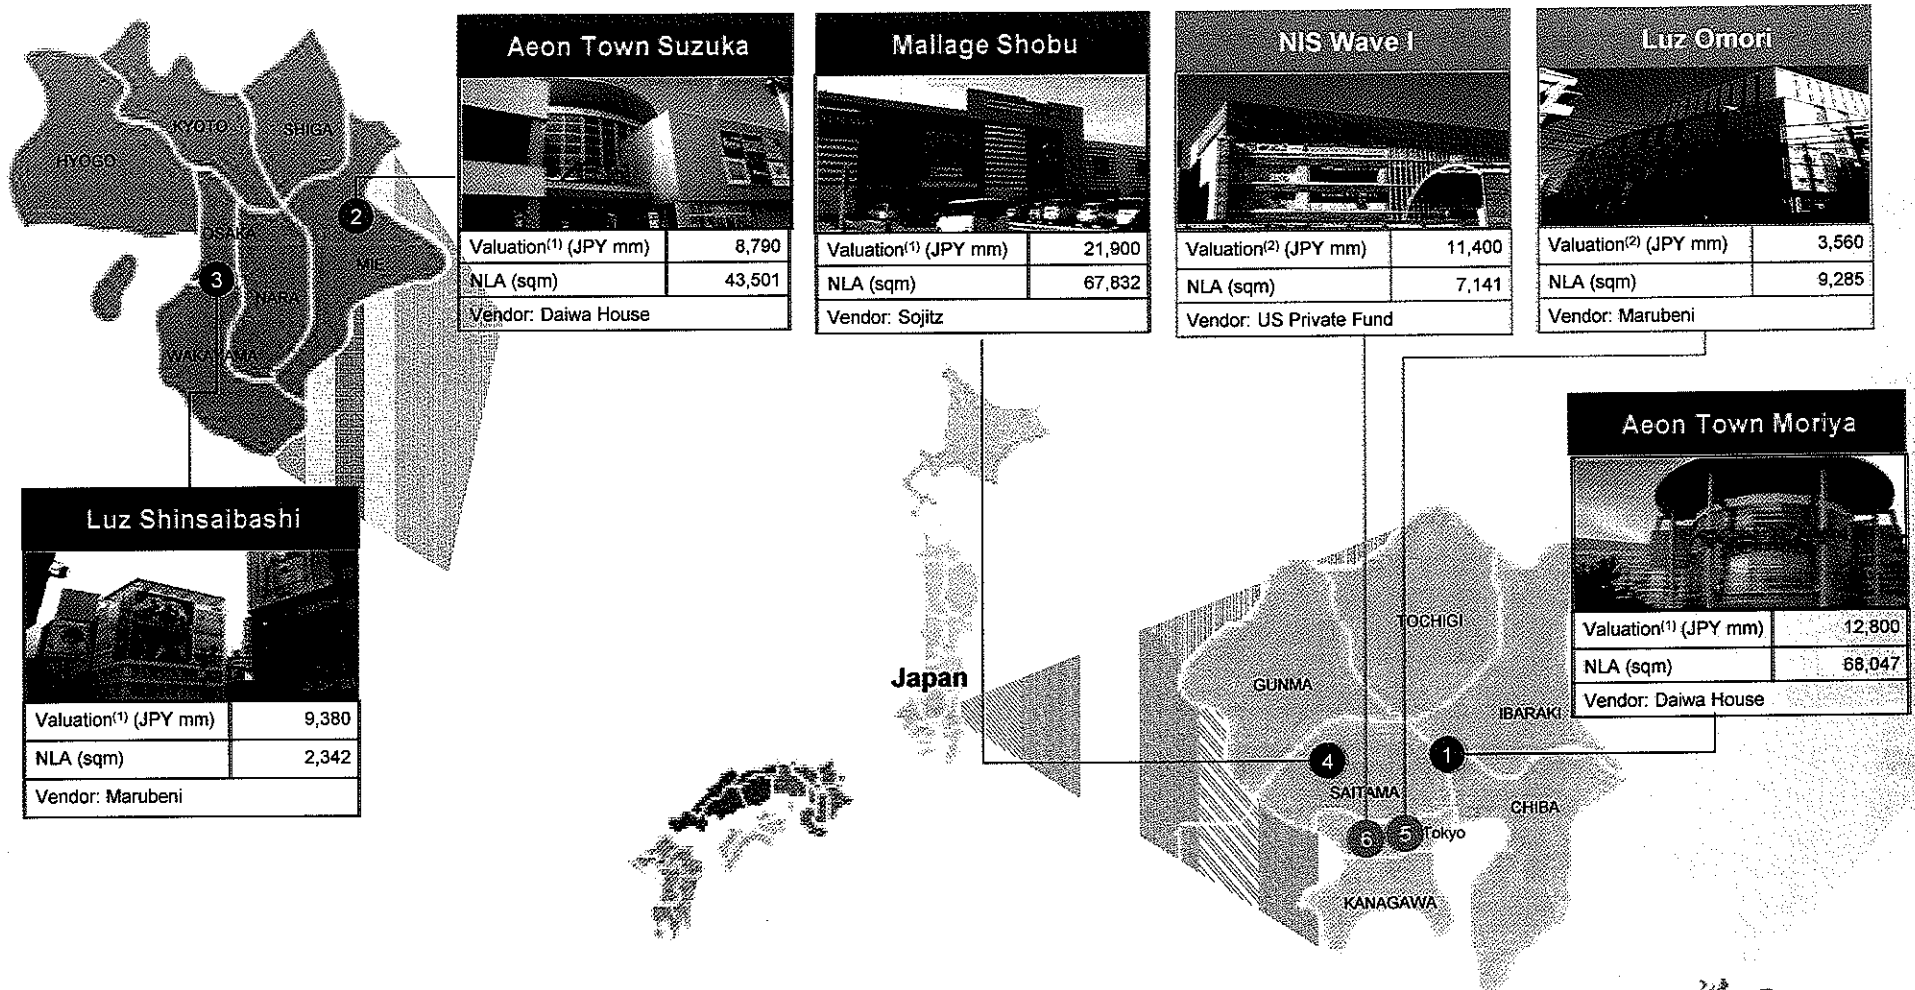 Aeon Town Suzuka
Valuation(1) (JPY mm) 8,790
NLA (sqm) 43,501
Vendor: Daiwa House
Mallage Shobu
Valuation(1) (JPY mm) 21,900
NLA (sqm) 67,832
Vendor: Sojitz
NIS Wave I
Valuation(2) (JPY mm) 11,400
NLA (sqm) 7,141
Vendor: US Private Fund
Luz Omori
Valuation(2) (JPY mm) 3,560
NLA (sqm) 9,285
Vendor: Marubeni
KYOTO
SHIGA
HYOGO
2
OSAKA
MIE
3
NARA
WAKAYAMA
Luz Shinsaibashi
Valuation(1) (JPY mm) 9,380
NLA (sqm) 2,342
Vendor: Marubeni
Japan
Aeon Town Moriya
Valuation(1) (JPY mm) 12,800
NLA (sqm) 68,047
Vendor: Daiwa House
TOCHIGI
GUNMA
IBARAKI
4
1
SAITAMA
CHIBA
6
5
Tokyo
KANAGAWA